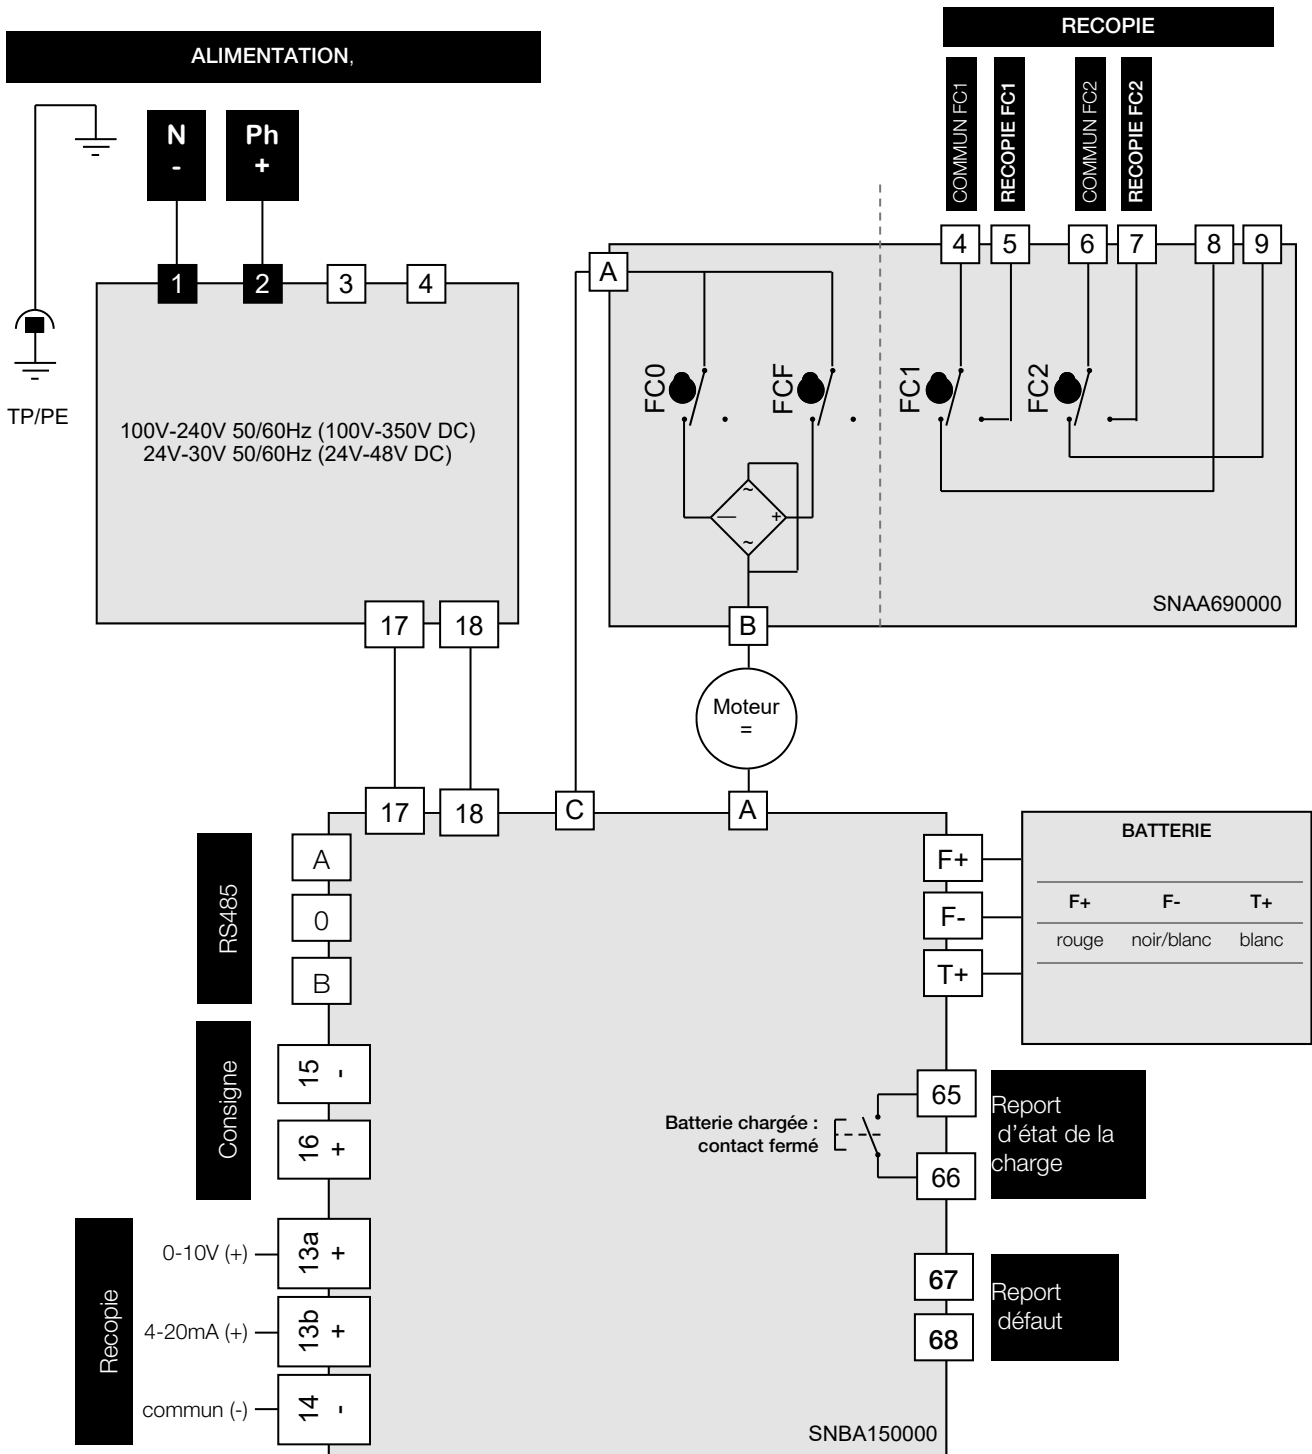 RECOPIE
ALIMENTATION,
COMMUN FC1
RECOPIE FC1
COMMUN FC2
RECOPIE FC2
N
-
Ph
+
4 5 6 7 8 9
A
1 2 3 4
FC0
FCF
FC1
FC2
TP/PE
100V-240V 50/60Hz (100V-350V DC)
24V-30V 50/60Hz (24V-48V DC)
~
— +
~
SNAA690000
17 18
B
Moteur
=
17 18 C A
RS485
A
0
B
F+
F-
T+
BATTERIE
F+ F- T+
rouge noir/blanc blanc
Consigne
15 -
16 +
Batterie chargée :
contact fermé
65
66
Report
d'état de la
charge
Recopie
0-10V (+)
13a +
4-20mA (+)
13b +
commun (-)
14 -
67
68
Report
défaut
SNBA150000